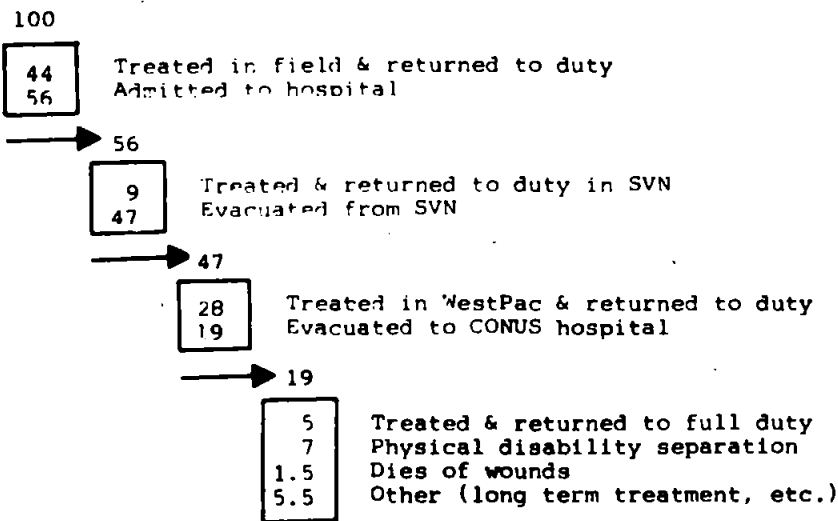 100
44 Treated in field & returned to duty
56 Admitted to hospital
56
9 Treated & returned to duty in SVN
47 Evacuated from SVN
47
28 Treated in WestPac & returned to duty
19 Evacuated to CONUS hospital
19
5 Treated & returned to full duty
7 Physical disability separation
1.5 Dies of wounds
5.5 Other (long term treatment, etc.)